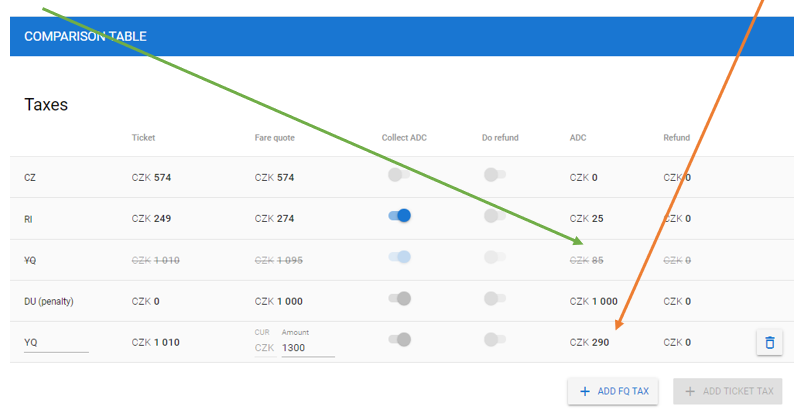 COMPARISON TABLE
Taxes
Ticket Fare quote Collect ADC Do refund ADC Refund
CZ CZK 574 CZK 574 CZK 0 CZK 0
RI CZK 249 CZK 274 CZK 25 CZK 0
YQ CZK 1 010 CZK 1 095 CZK 85 CZK 0
DU (penalty) CZK 0 CZK 1 000 CZK 1 000 CZK 0
CUR Amount
YQ CZK 1 010 CZK 1300 CZK 290 CZK 0
+ ADD FQ TAX + ADD TICKET TAX